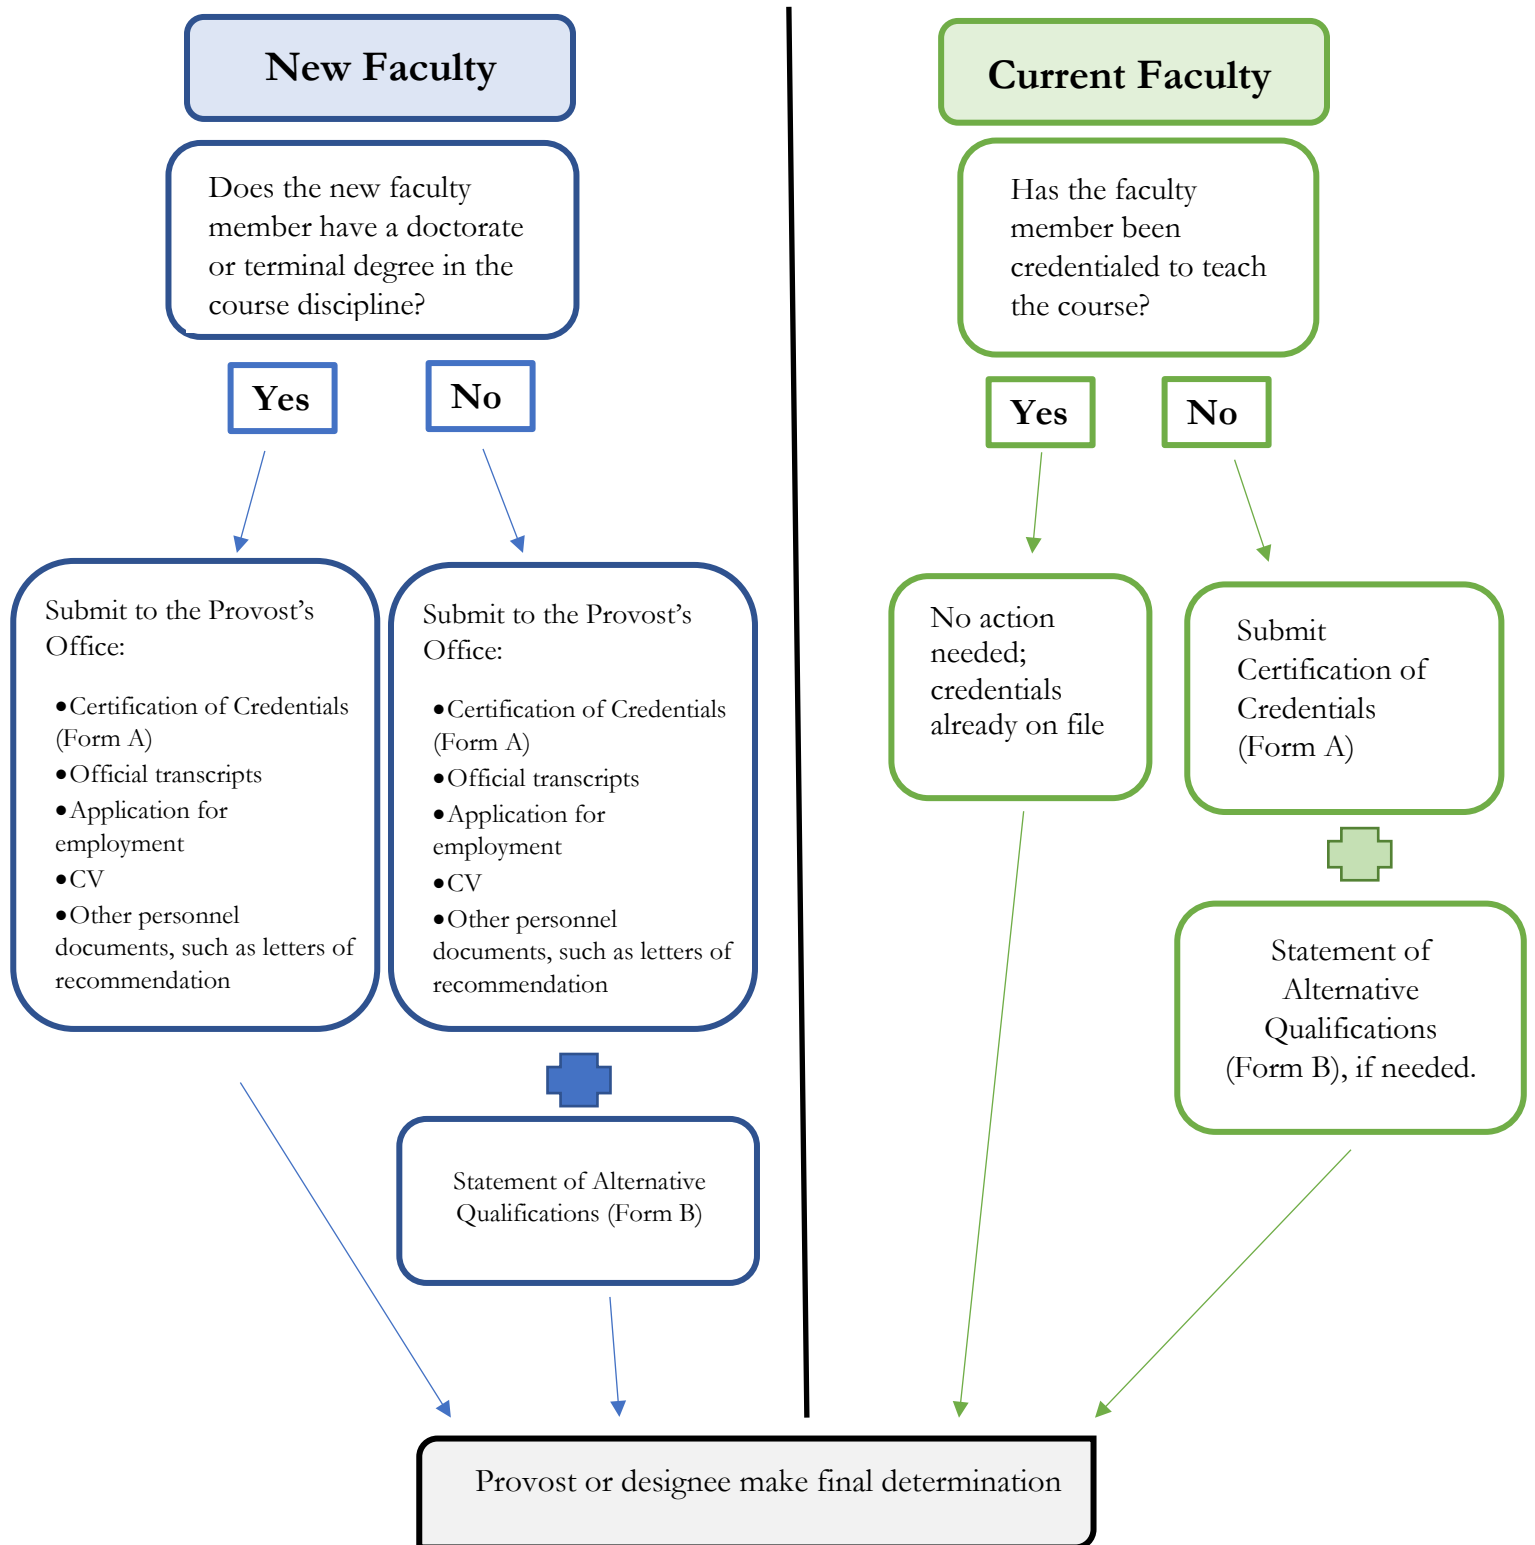 New Faculty
Does the new faculty
member have a doctorate
or terminal degree in the
course discipline?
Yes
No
Submit to the Provost’s
Office:
•Certification of Credentials
(Form A)
•Official transcripts
•Application for
employment
•CV
•Other personnel
documents, such as letters of
recommendation
Submit to the Provost’s
Office:
•Certification of Credentials
(Form A)
•Official transcripts
•Application for
employment
•CV
•Other personnel
documents, such as letters of
recommendation
Statement of Alternative
Qualifications (Form B)
Current Faculty
Has the faculty
member been
credentialed to teach
the course?
Yes
No
No action
needed;
credentials
already on file
Submit
Certification of
Credentials
(Form A)
Statement of
Alternative
Qualifications
(Form B), if needed.
Provost or designee make final determination